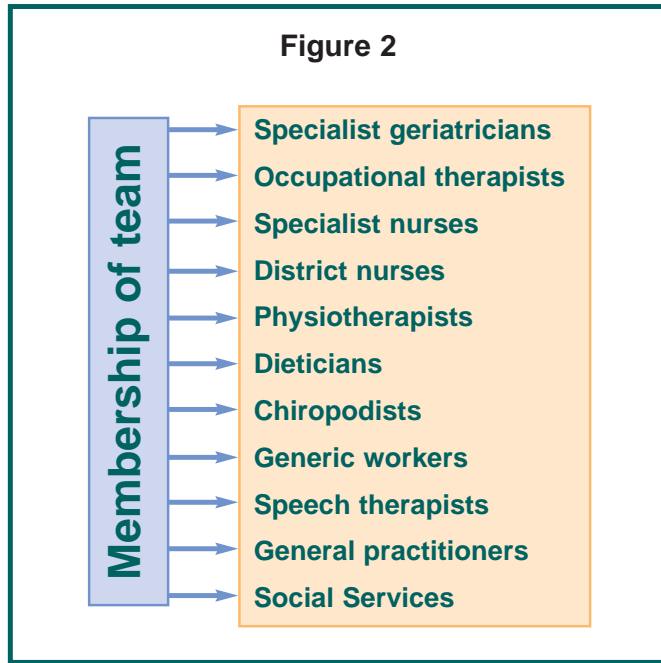 Figure 2
Membership of team
Specialist geriatricians
Occupational therapists
Specialist nurses
District nurses
Physiotherapists
Dieticians
Chiropodists
Generic workers
Speech therapists
General practitioners
Social Services